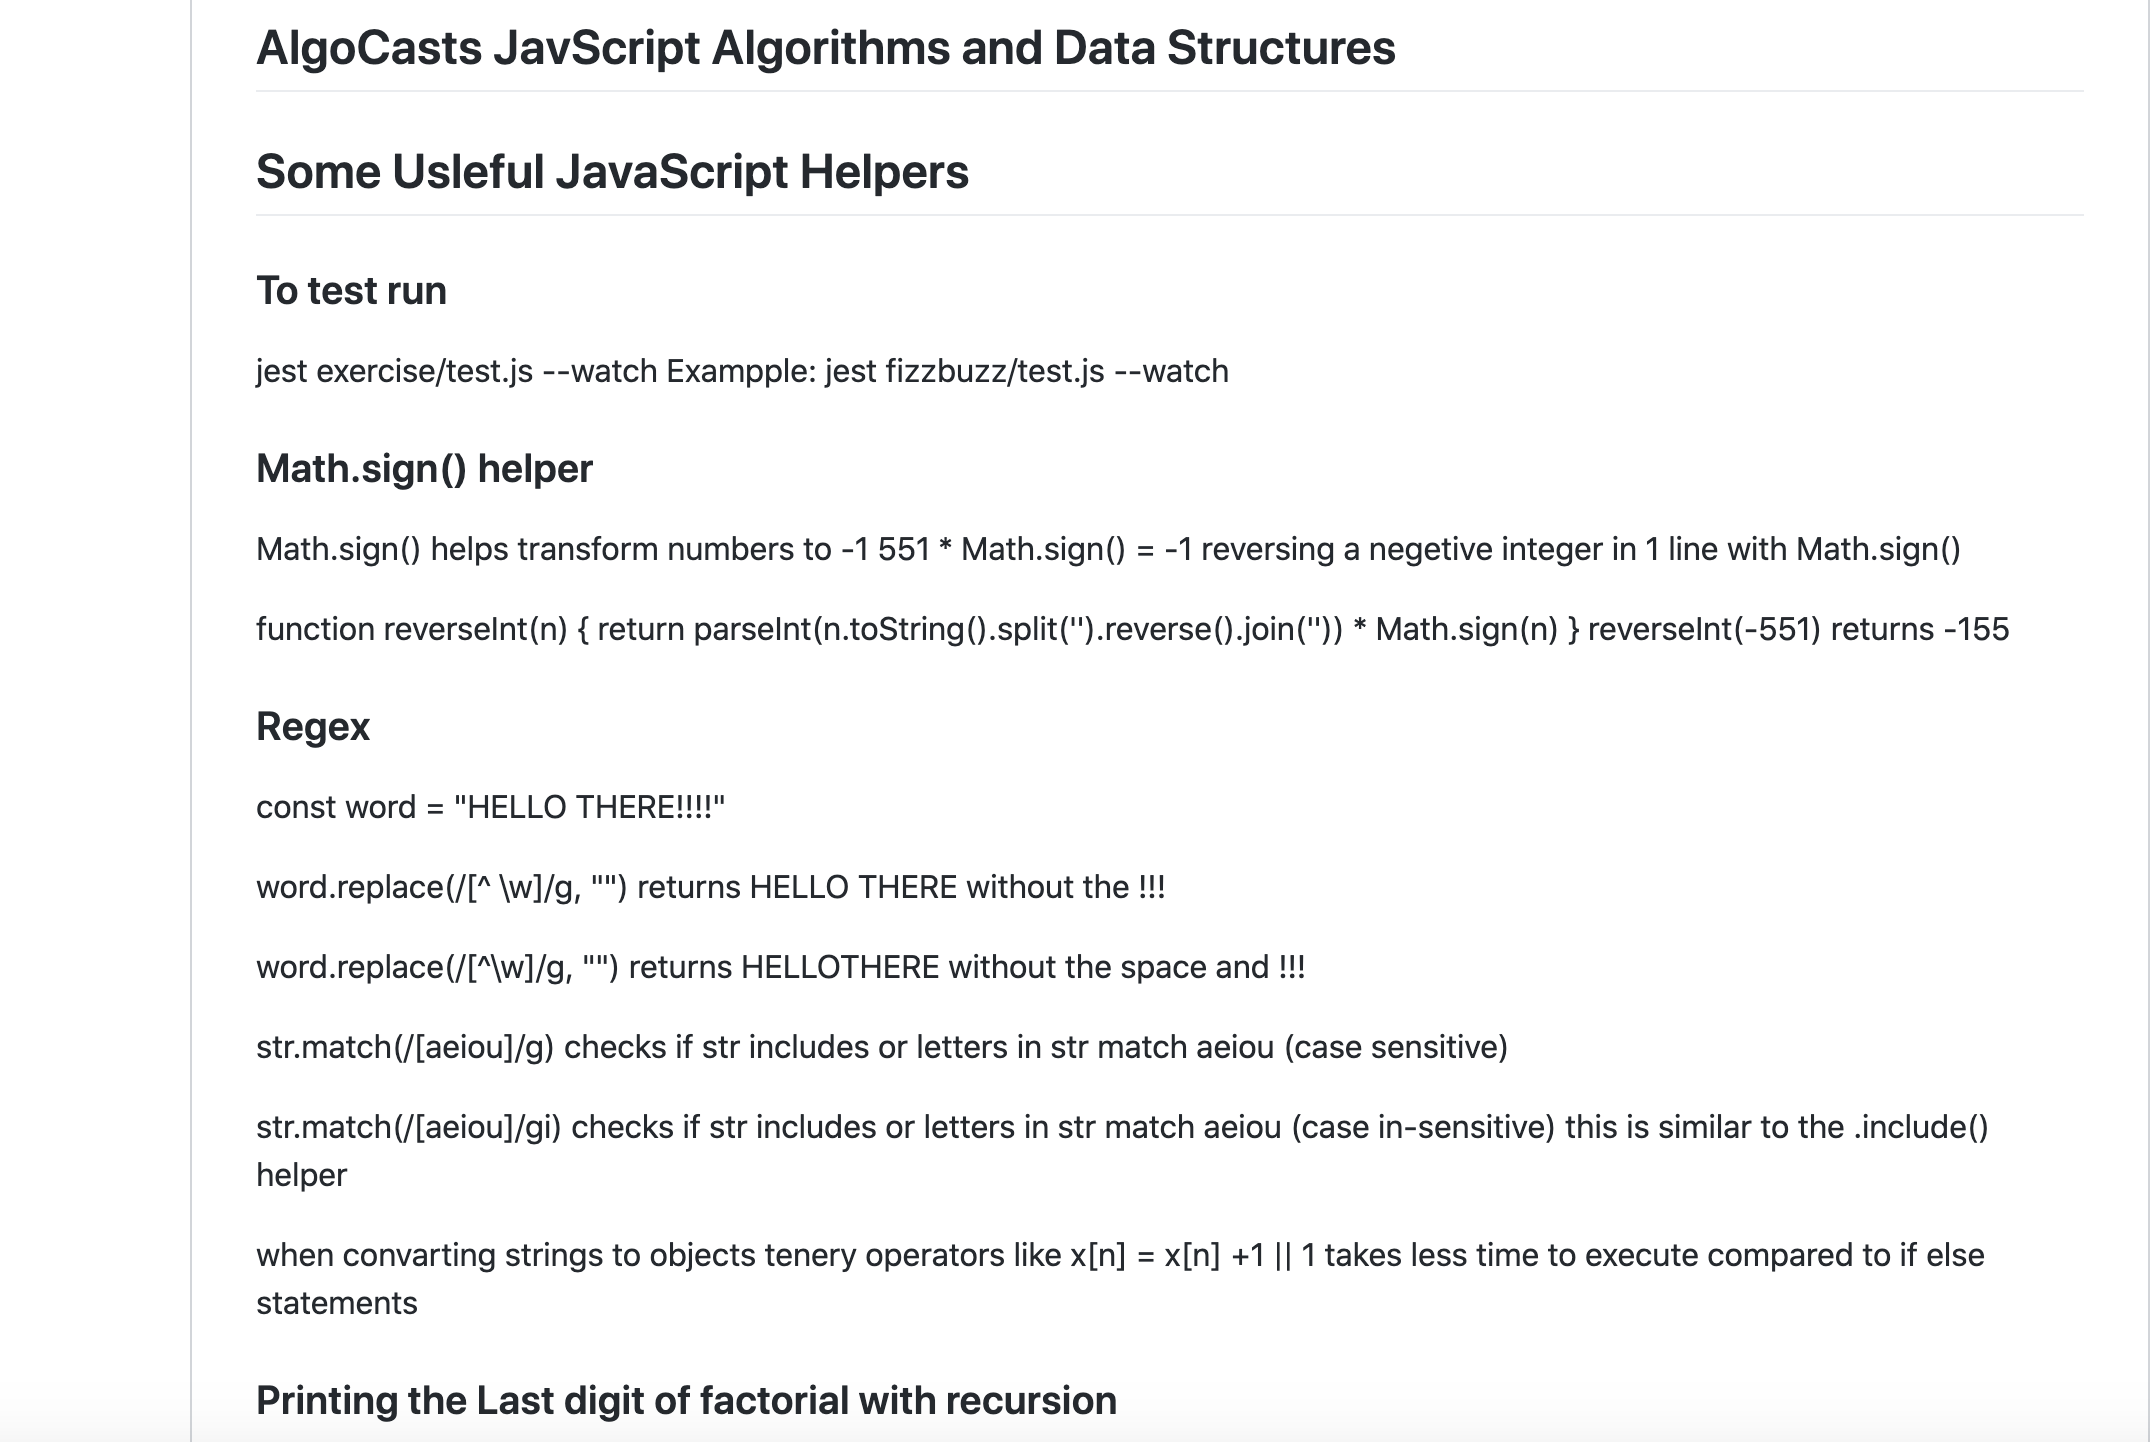 AlgoCasts JavScript Algorithms and Data Structures
Some Usleful JavaScript Helpers
To test run
jest exercise/test.js --watch Exampple: jest fizzbuzz/test.js --watch
Math.sign() helper
Math.sign() helps transform numbers to -1 551 * Math.sign() = -1 reversing a negetive integer in 1 line with Math.sign()
function reverseInt(n) { return parseInt(n.toString().split('').reverse().join('')) * Math.sign(n) } reverseInt(-551) returns -155
Regex
const word = "HELLO THERE!!!!"
word.replace(/[^ \w]/g, "") returns HELLO THERE without the !!!
word.replace(/[^\w]/g, "") returns HELLOTHERE without the space and !!!
str.match(/[aeiou]/g) checks if str includes or letters in str match aeiou (case sensitive)
str.match(/[aeiou]/gi) checks if str includes or letters in str match aeiou (case in-sensitive) this is similar to the .include()
helper
when convarting strings to objects tenery operators like x[n] = x[n] +1 || 1 takes less time to execute compared to if else
statements
Printing the Last digit of factorial with recursion